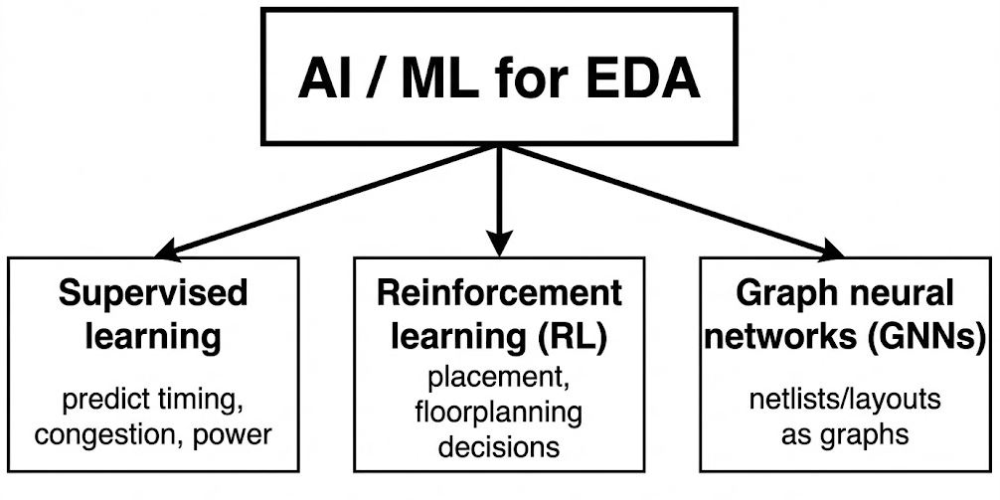 AI / ML for EDA
Supervised
learning
predict timing,
congestion, power
Reinforcement
learning (RL)
placement,
floorplanning
decisions
Graph neural
networks (GNNs)
netlists/layouts
as graphs